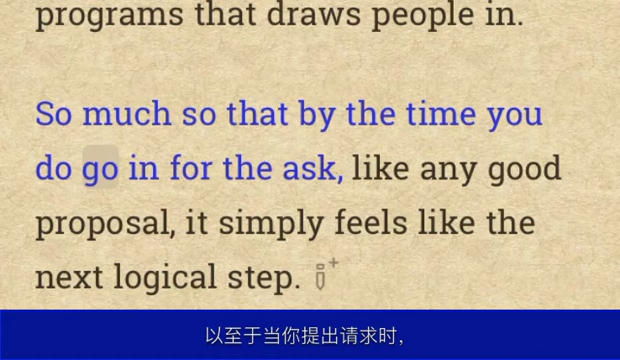 programs that draws people in.
So much so that by the time you
do go in for the ask, like any good
proposal, it simply feels like the
next logical step.
以至于当你提出请求时，